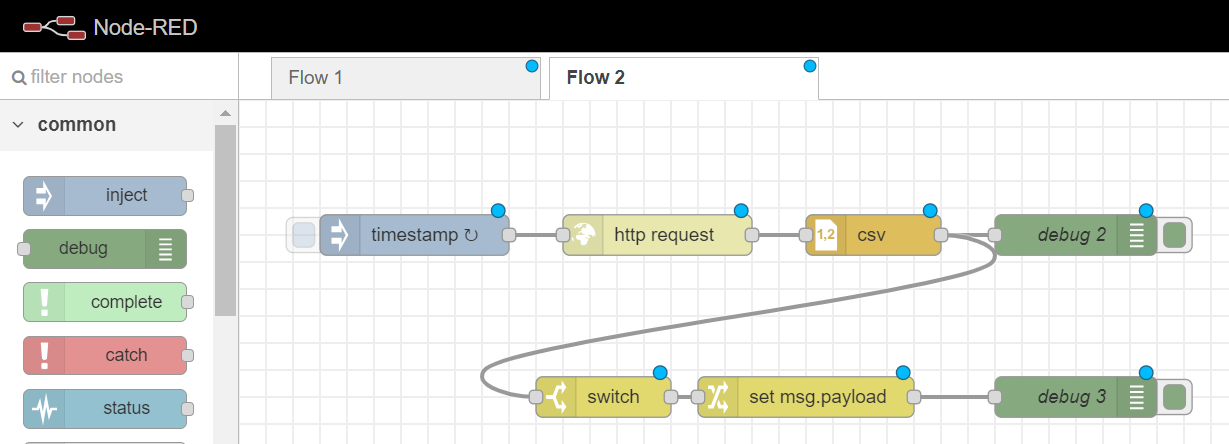 Node-RED
filter nodes
Flow 1
Flow 2
common
inject
debug
complete
catch
status
timestamp ↻
http request
1,2
csv
debug 2
switch
set msg.payload
debug 3